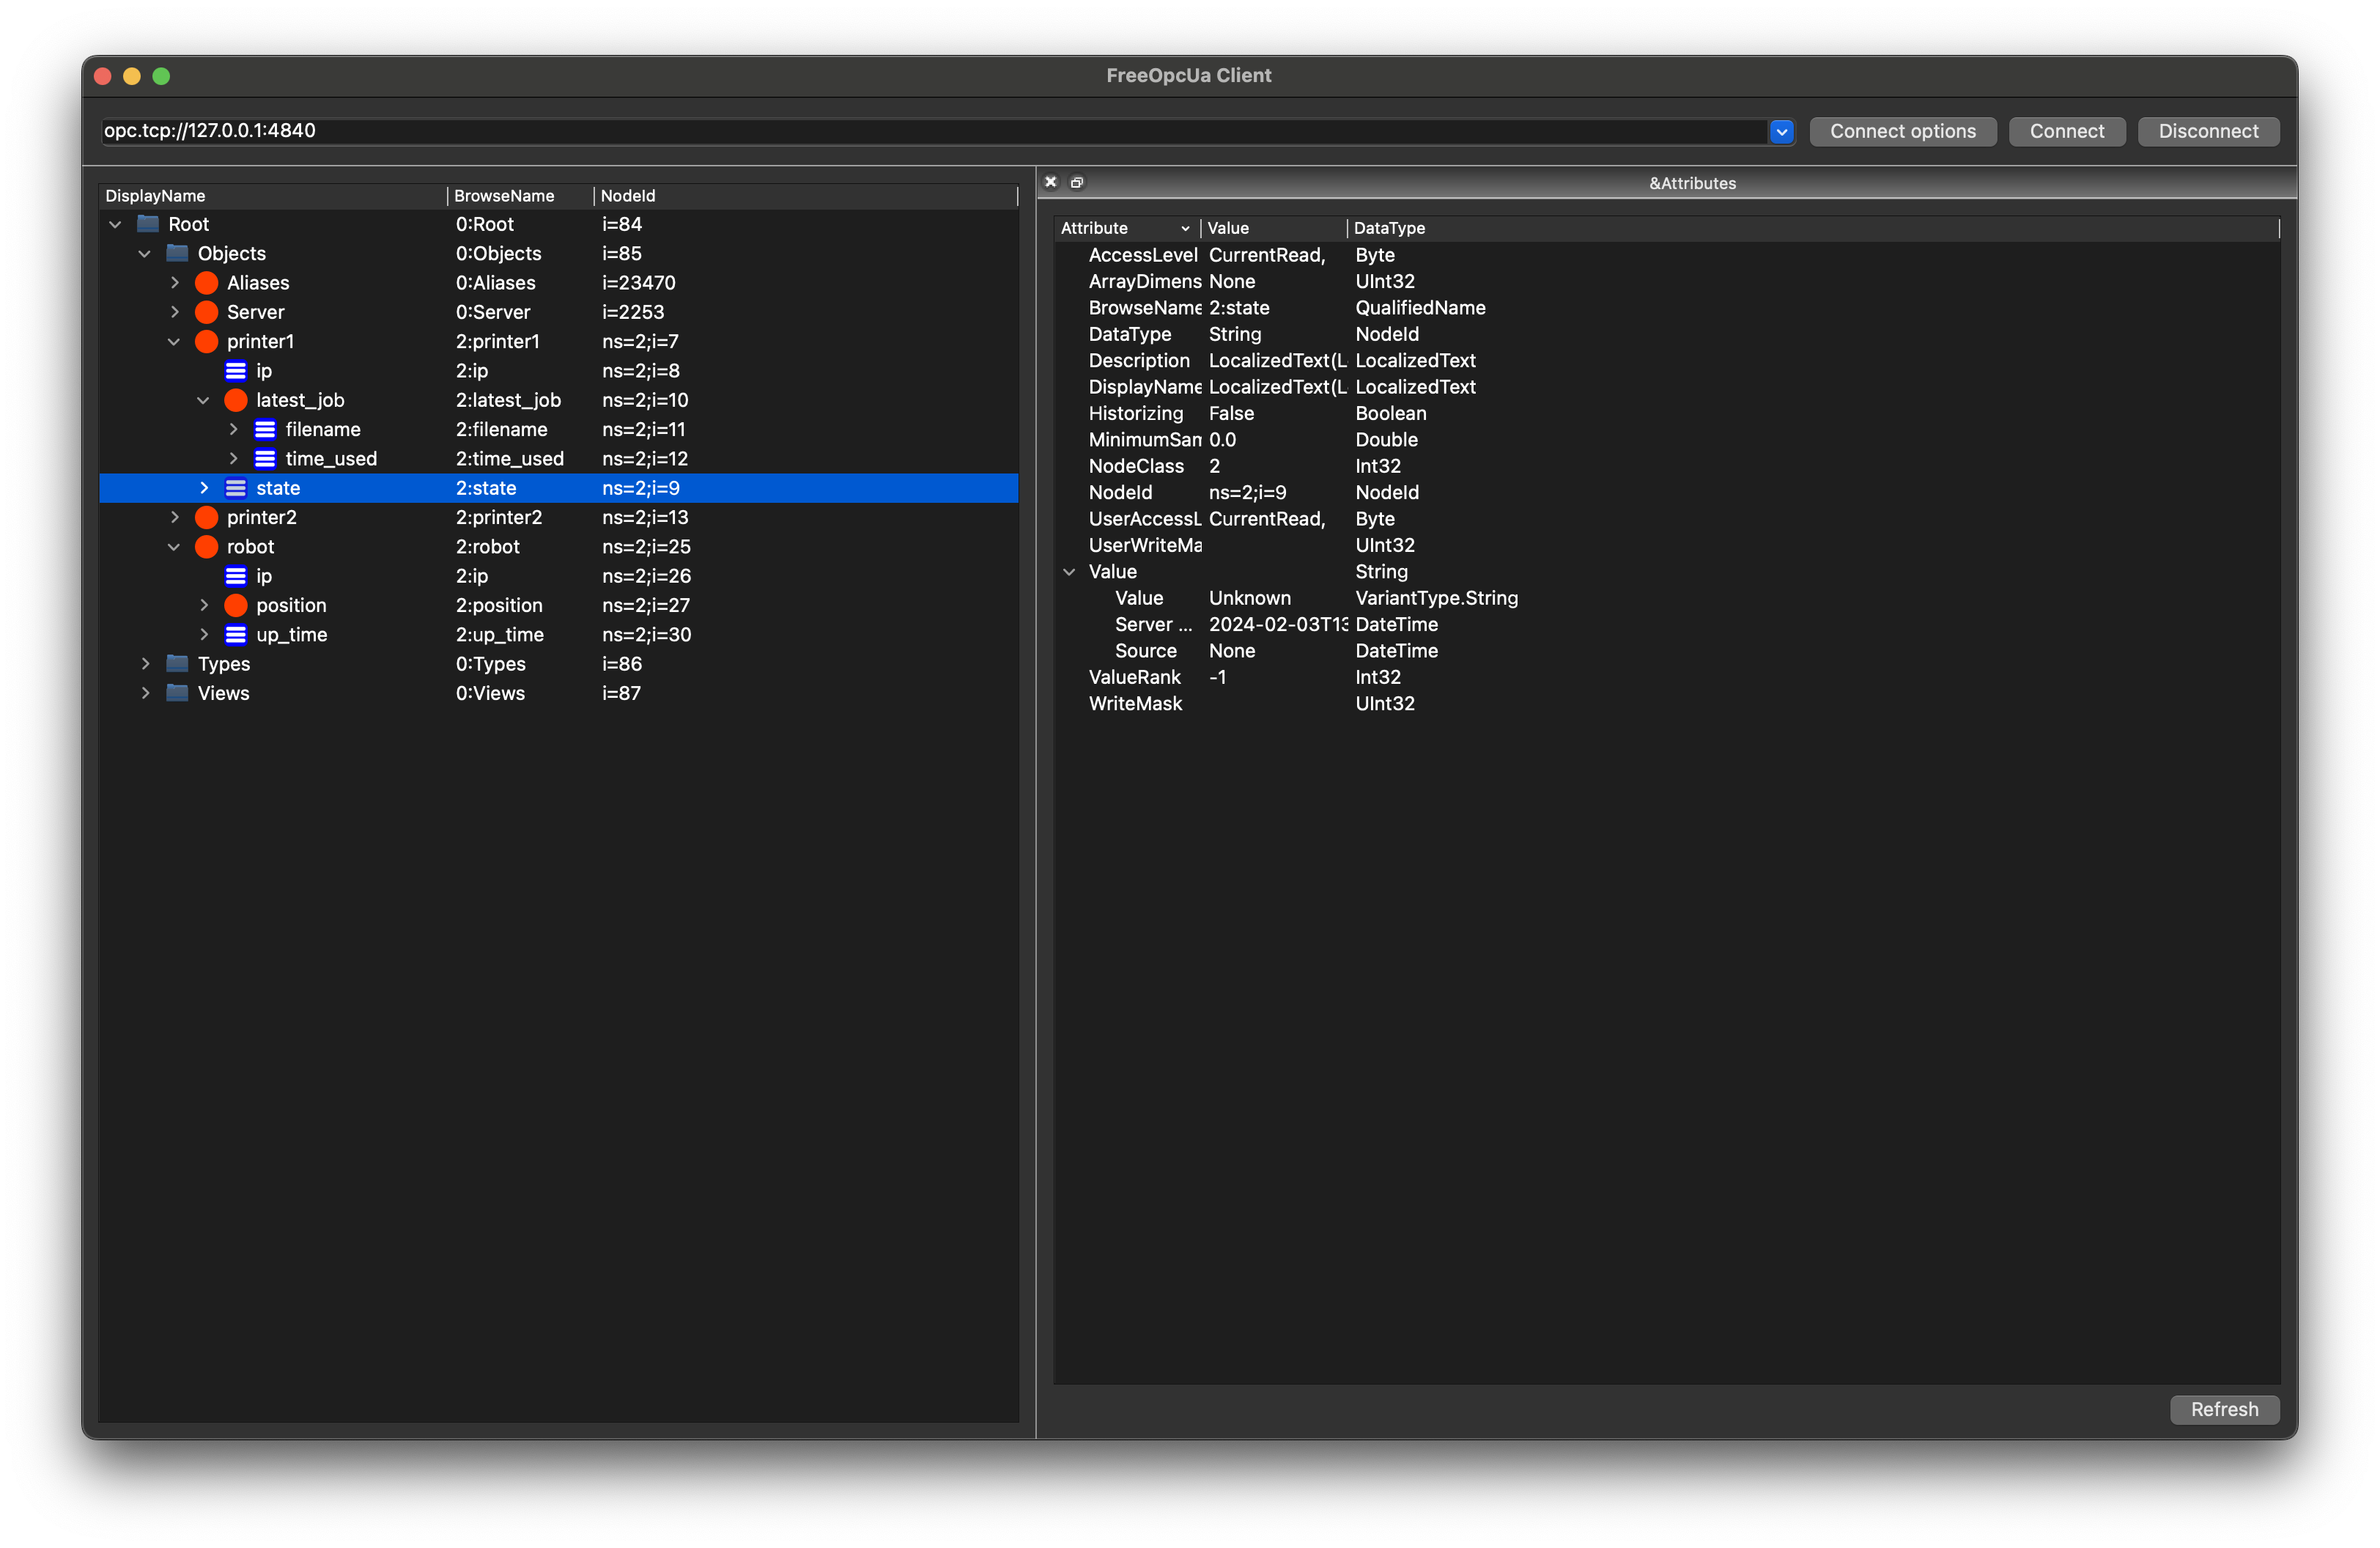 FreeOpcUa Client
opc.tcp://127.0.0.1:4840 Connect options Connect Disconnect
DisplayName BrowseName NodeId
Root 0:Root i=84
Objects 0:Objects i=85
Aliases 0:Aliases i=23470
Server 0:Server i=2253
printer1 2:printer1 ns=2;i=7
ip 2:ip ns=2;i=8
latest_job 2:latest_job ns=2;i=10
filename 2:filename ns=2;i=11
time_used 2:time_used ns=2;i=12
state 2:state ns=2;i=9
printer2 2:printer2 ns=2;i=13
robot 2:robot ns=2;i=25
ip 2:ip ns=2;i=26
position 2:position ns=2;i=27
up_time 2:up_time ns=2;i=30
Types 0:Types i=86
Views 0:Views i=87
&Attributes
Attribute Value DataType
AccessLevel CurrentRead, Byte
ArrayDimens None UInt32
BrowseName 2:state QualifiedName
DataType String NodeId
Description LocalizedText(L LocalizedText
DisplayName LocalizedText(L LocalizedText
Historizing False Boolean
MinimumSam 0.0 Double
NodeClass 2 Int32
NodeId ns=2;i=9 NodeId
UserAccessL CurrentRead, Byte
UserWriteMa UInt32
Value String
Value Unknown VariantType.String
Server ... 2024-02-03T13 DateTime
Source None DateTime
ValueRank -1 Int32
WriteMask UInt32
Refresh